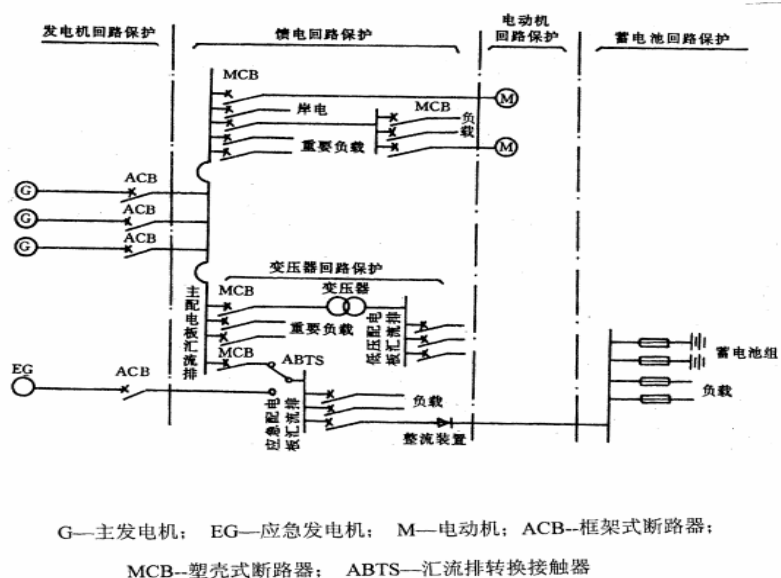 发电机回路保护
馈电回路保护
电动机
回路保护
蓄电池回路保护
MCB
岸电
MCB
负
载
重要负载
M
M
ACB
G
ACB
G
ACB
G
变压器回路保护
变压器
主配电板汇流排
MCB
重要负载
低压配电
板汇流排
MCB
ABTS
蓄电池组
EG
ACB
负载
应急配电
板汇流排
负载
整流装置
G—主发电机； EG—应急发电机； M—电动机；ACB--框架式断路器；
MCB--塑壳式断路器； ABTS—汇流排转换接触器